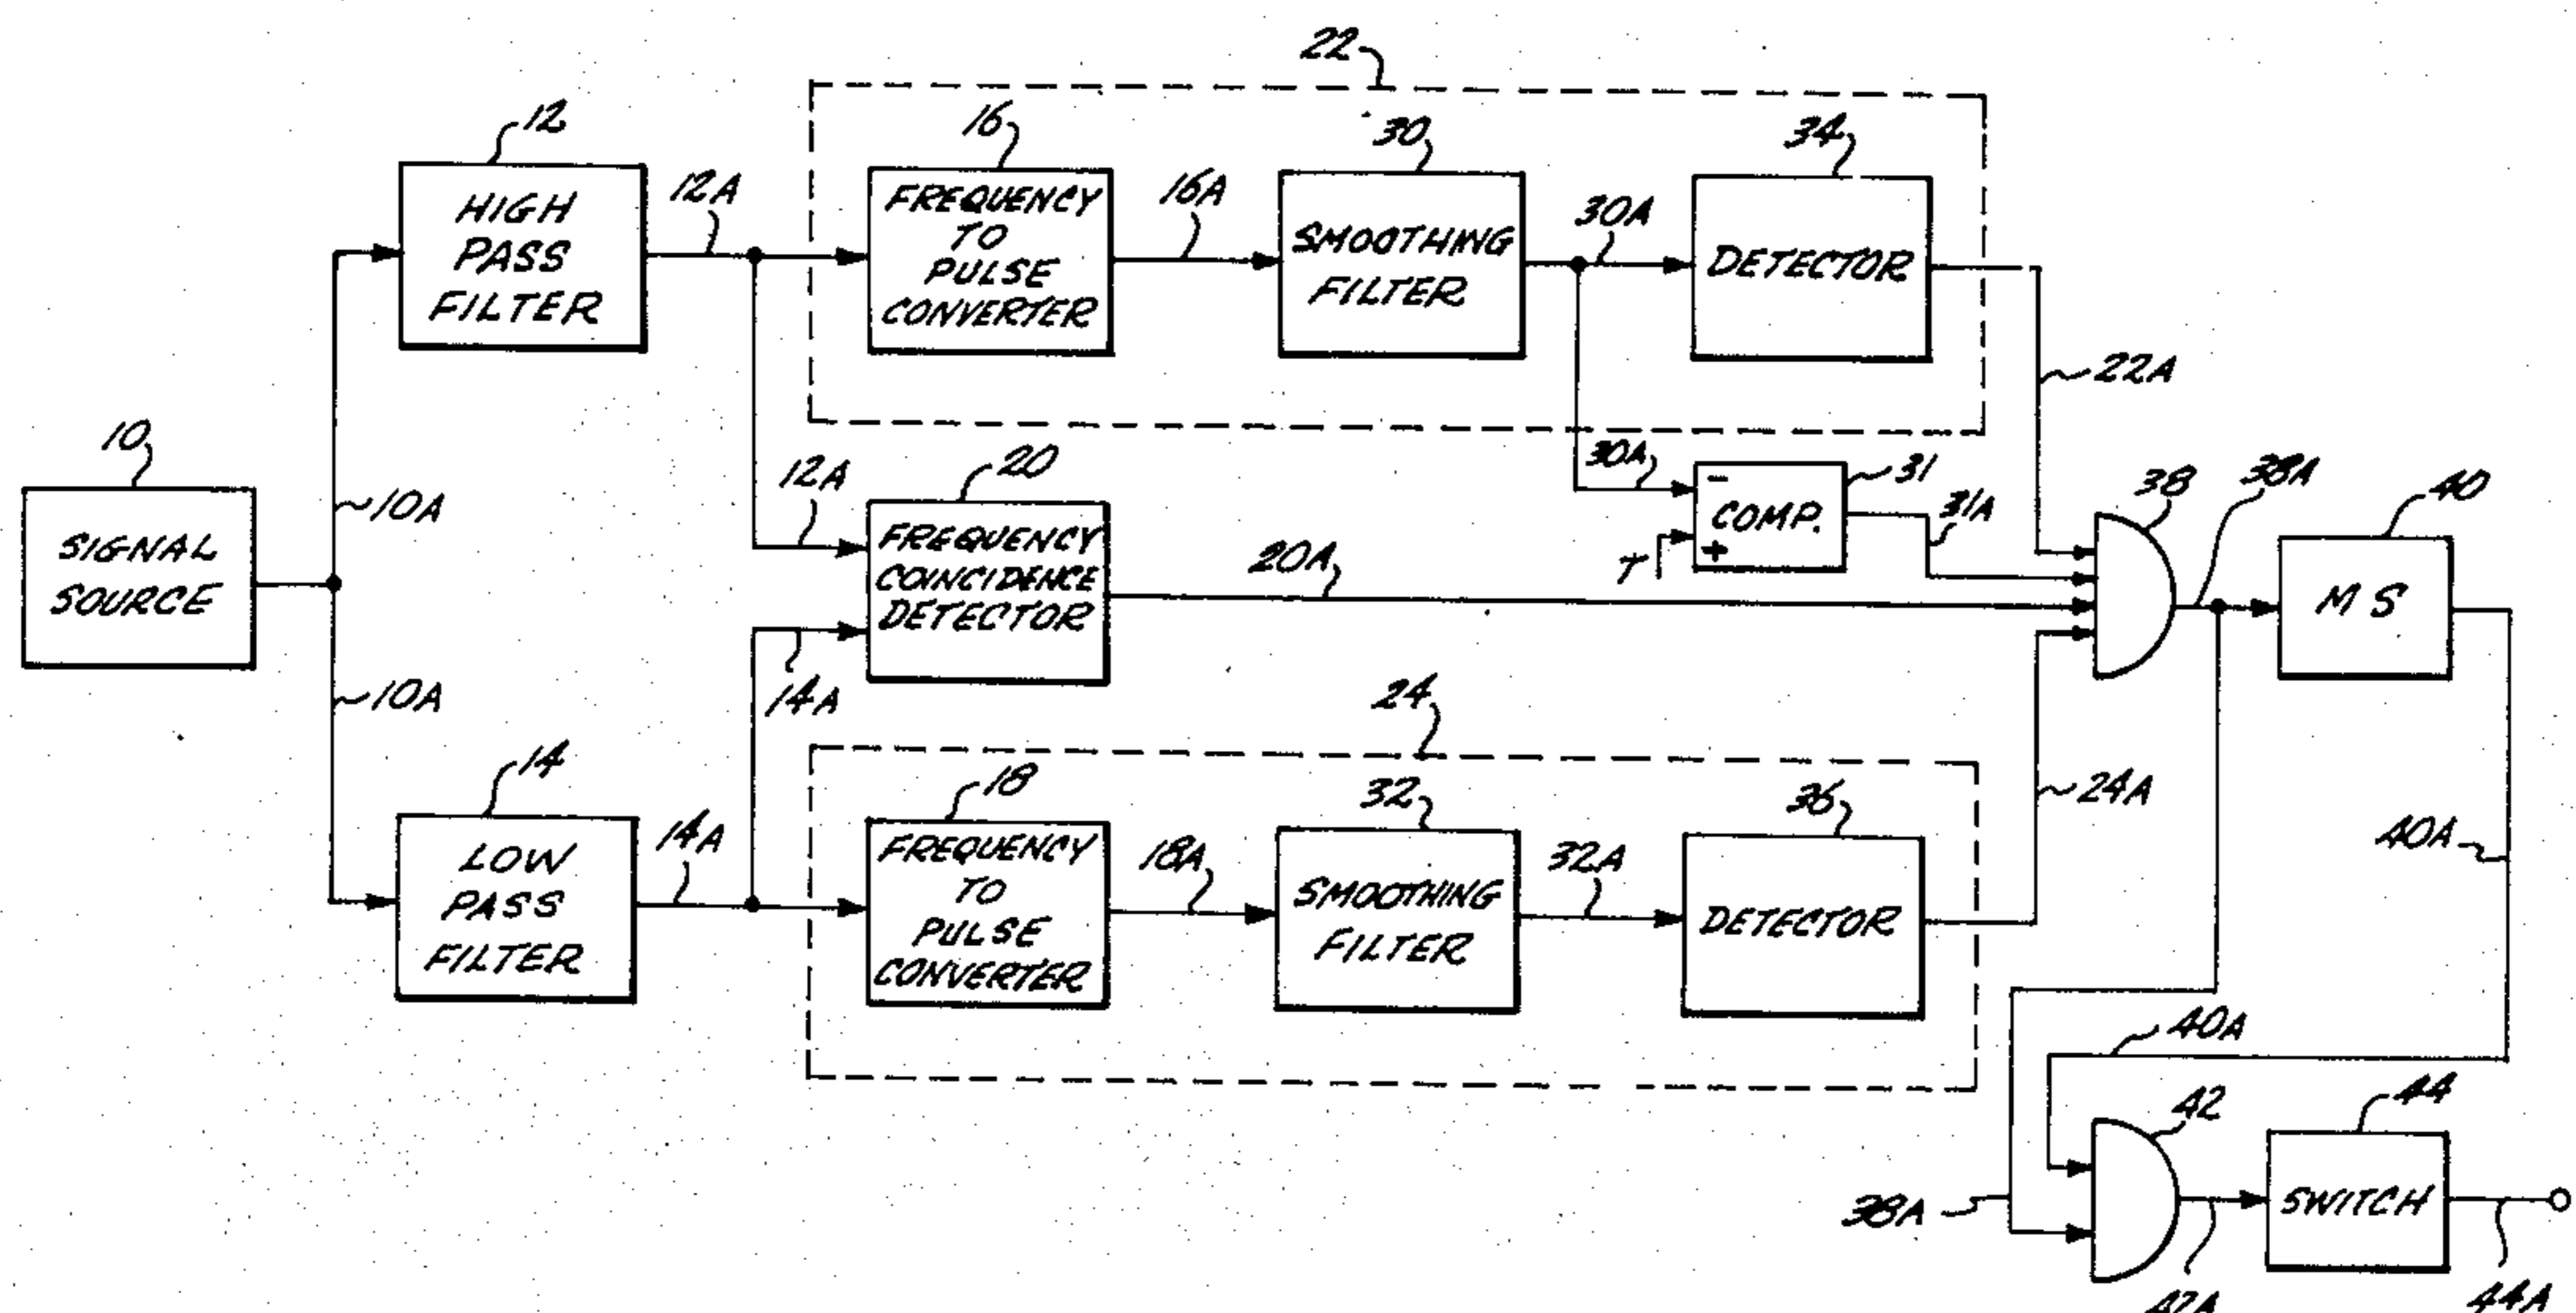 22
12
HIGH
PASS
FILTER
12A
16
FREQUENCY
TO
PULSE
CONVERTER
16A
30
SMOOTHING
FILTER
30A
34
DETECTOR
22A
10
SIGNAL
SOURCE
10A
10A
12A
20
FREQUENCY
COINCIDENCE
DETECTOR
14A
20A
30A
-
COMP.
+
T
31
31A
38
38A
40
MS
14
LOW
PASS
FILTER
14A
24
18
FREQUENCY
TO
PULSE
CONVERTER
18A
32
SMOOTHING
FILTER
32A
36
DETECTOR
24A
40A
40A
38A
42
42A
44
SWITCH
44A